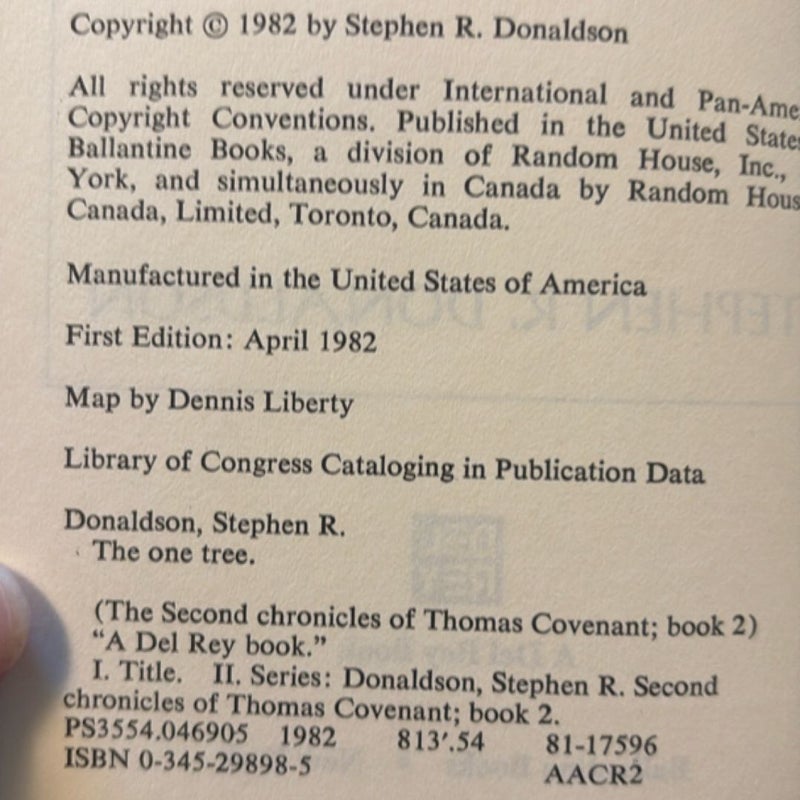 Copyright © 1982 by Stephen R. Donaldson
All rights reserved under International and Pan-Ame
Copyright Conventions. Published in the United States
Ballantine Books, a division of Random House, Inc.,
York, and simultaneously in Canada by Random Hous
Canada, Limited, Toronto, Canada.
Manufactured in the United States of America
First Edition: April 1982
Map by Dennis Liberty
Library of Congress Cataloging in Publication Data
Donaldson, Stephen R.
The one tree.
(The Second chronicles of Thomas Covenant; book 2)
“A Del Rey book.”
I. Title. II. Series: Donaldson, Stephen R. Second
chronicles of Thomas Covenant; book 2.
PS3554.046905 1982 813′.54 81-17596
ISBN 0-345-29898-5 AACR2